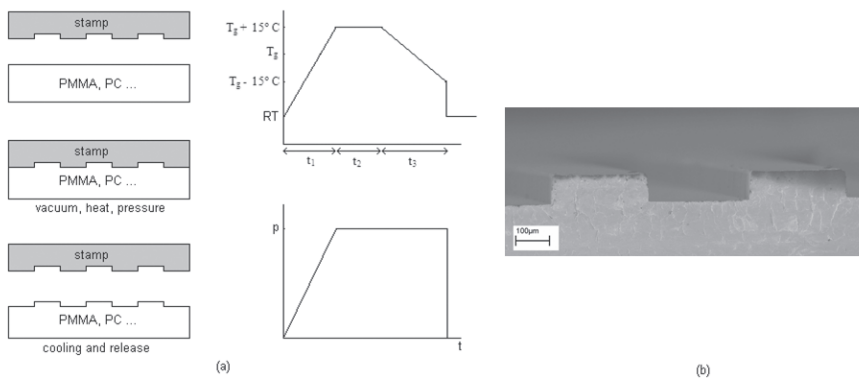 stamp
PMMA, PC ...
stamp
PMMA, PC ...
vacuum, heat, pressure
stamp
PMMA, PC ...
cooling and release
Tg + 15° C
Tg
Tg - 15° C
RT
t1
t2
t3
p
t
(a)
100µm
(b)